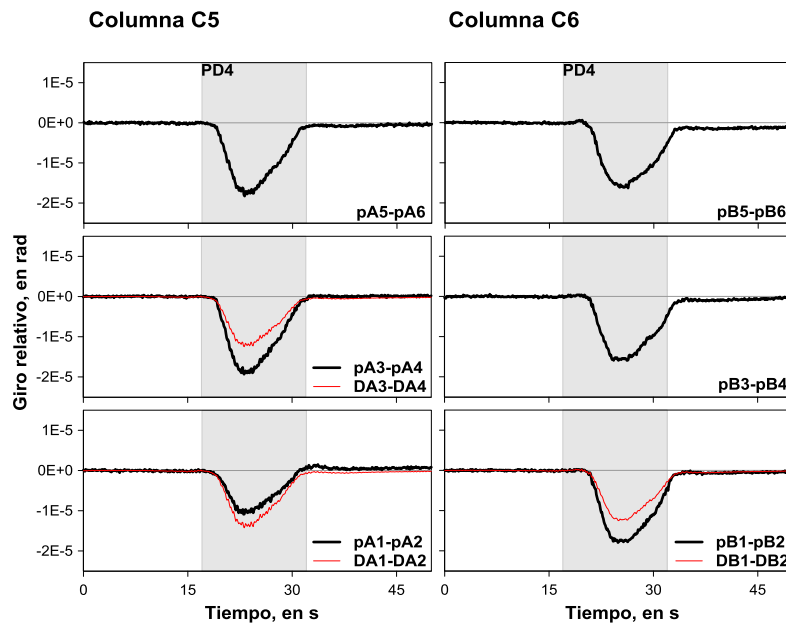 Columna C5
Columna C6
Giro relativo, en rad
PD4
1E-5
0E+0
-1E-5
-2E-5
pA5-pA6
PD4
pB5-pB6
1E-5
0E+0
-1E-5
-2E-5
pA3-pA4
DA3-DA4
pB3-pB4
1E-5
0E+0
-1E-5
-2E-5
pA1-pA2
DA1-DA2
pB1-pB2
DB1-DB2
0 15 30 45
0 15 30 45
Tiempo, en s
Tiempo, en s